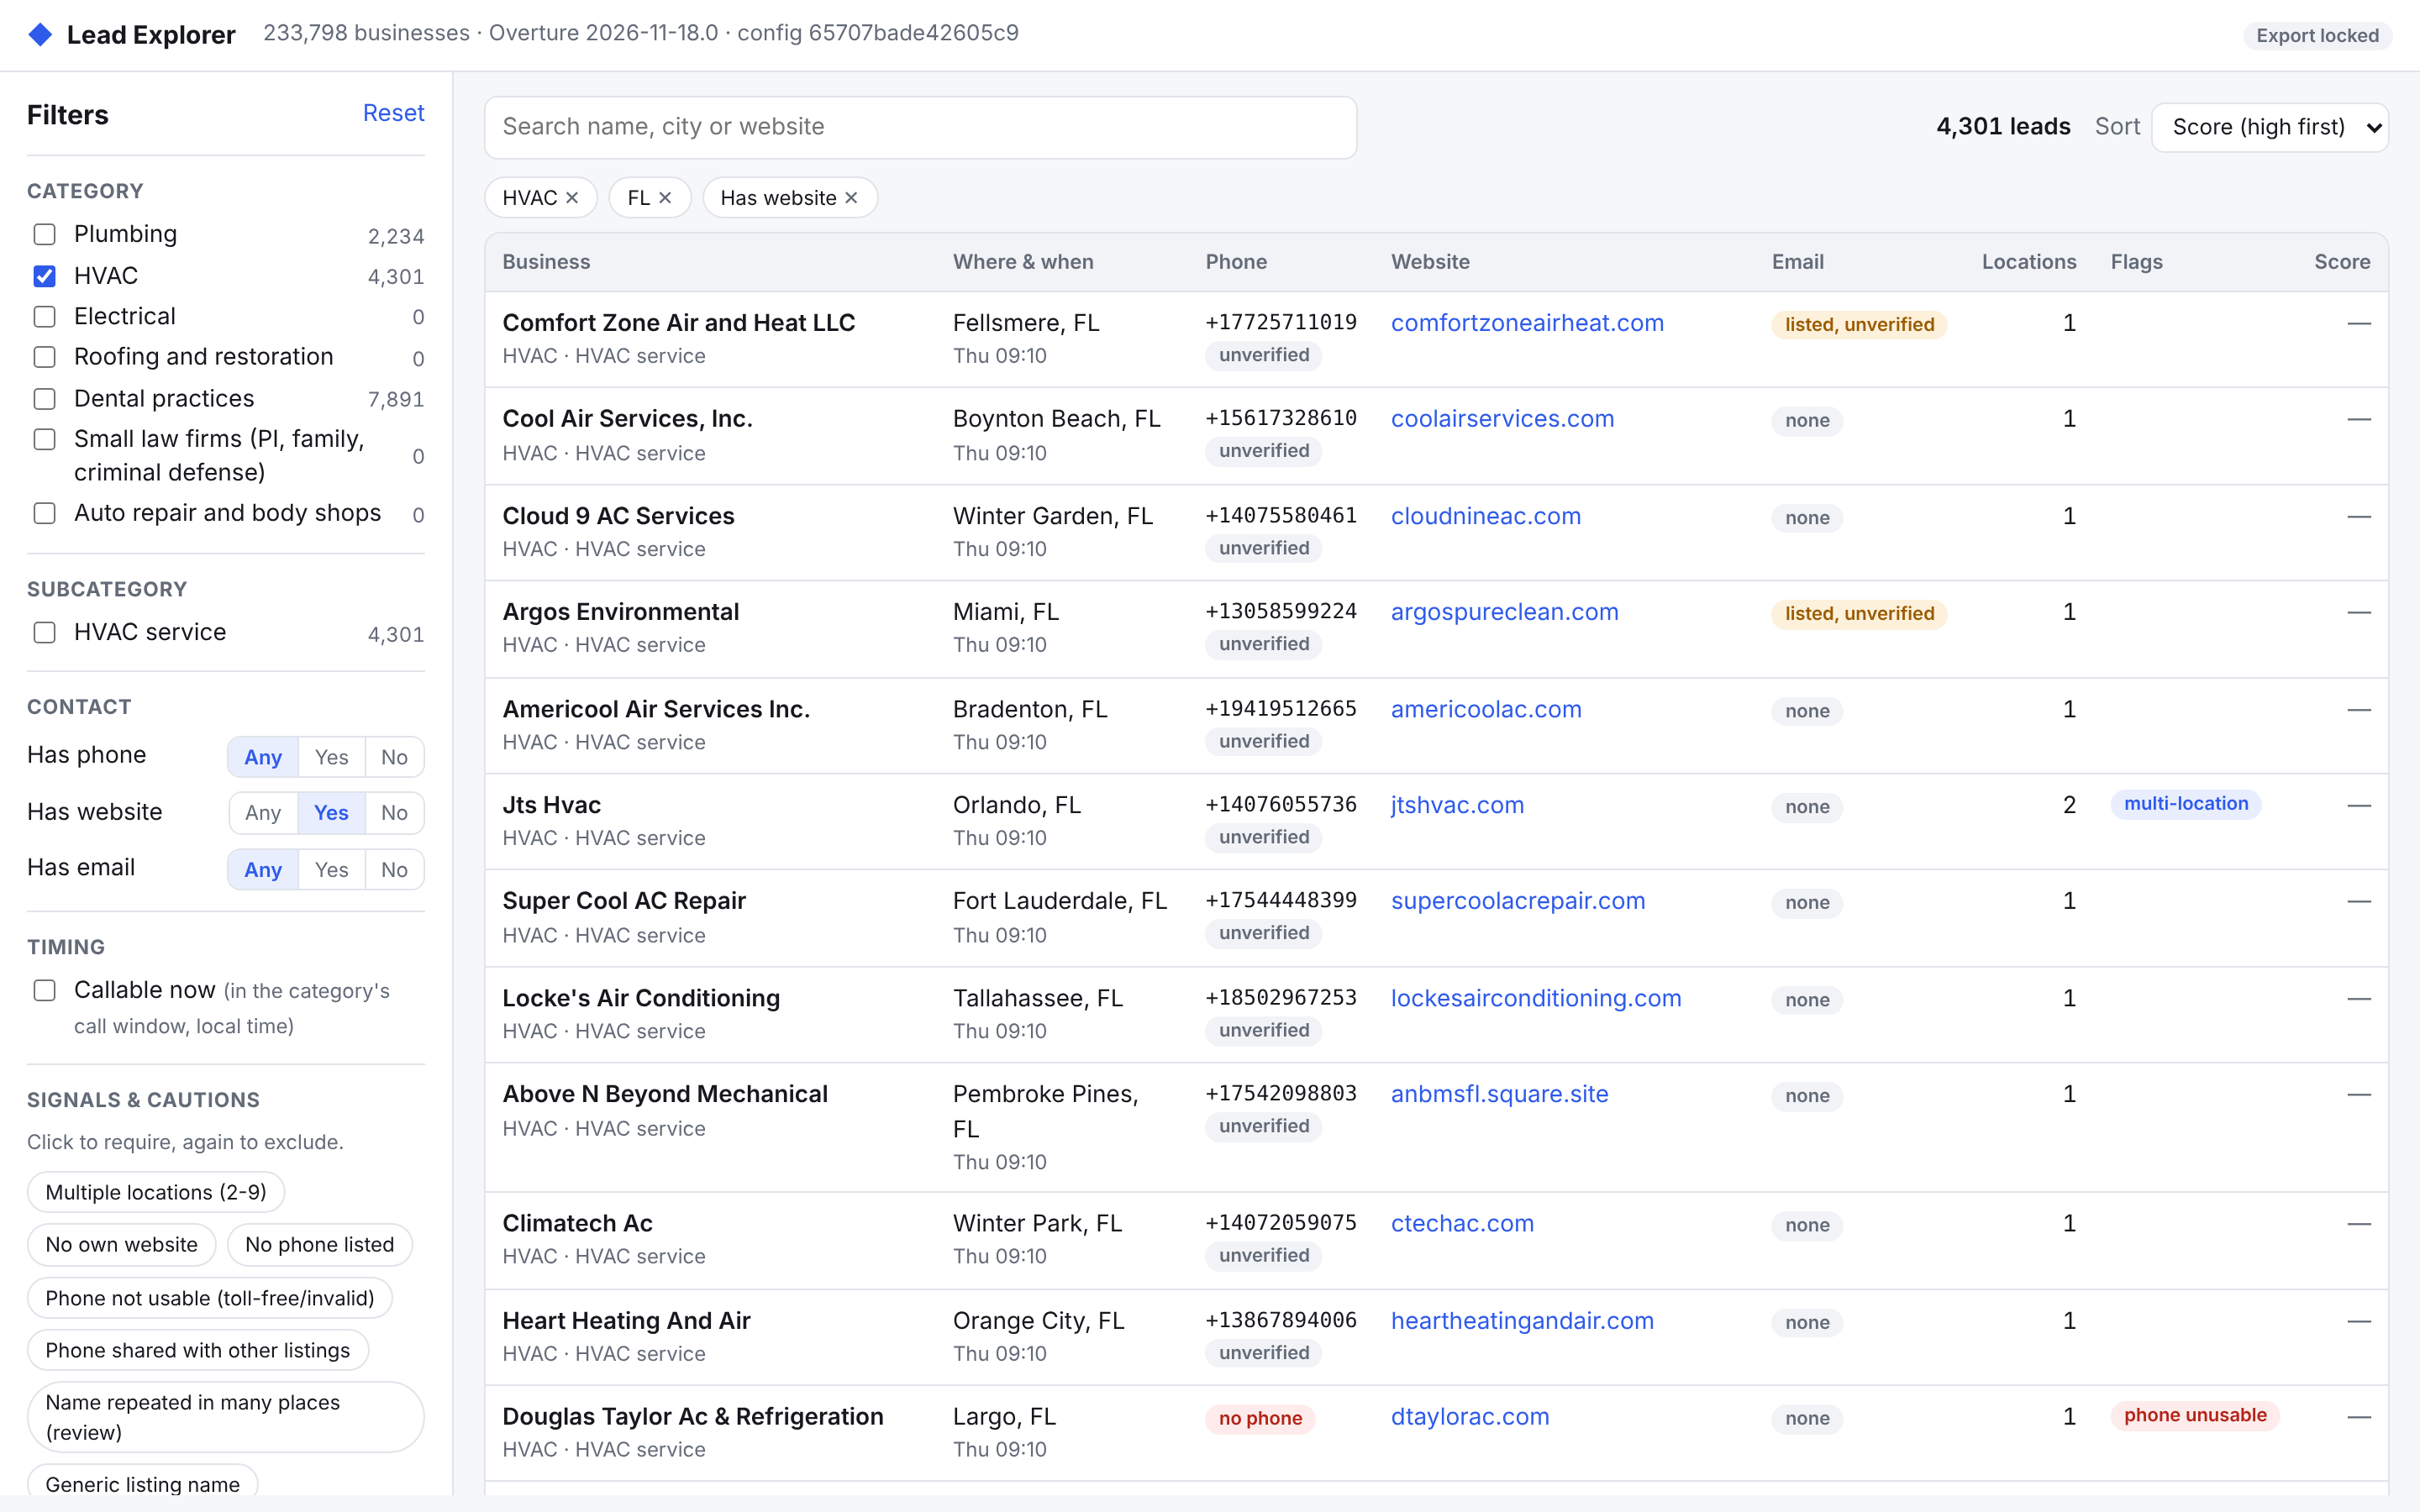 Lead Explorer 233,798 businesses · Overture 2026-11-18.0 · config 65707bade42605c9 Export locked
Filters Reset
CATEGORY
Plumbing 2,234
HVAC 4,301
Electrical 0
Roofing and restoration 0
Dental practices 7,891
Small law firms (PI, family,
criminal defense) 0
Auto repair and body shops 0
SUBCATEGORY
HVAC service 4,301
CONTACT
Has phone Any Yes No
Has website Any Yes No
Has email Any Yes No
TIMING
Callable now (in the category's
call window, local time)
SIGNALS & CAUTIONS
Click to require, again to exclude.
Multiple locations (2-9)
No own website No phone listed
Phone not usable (toll-free/invalid)
Phone shared with other listings
Name repeated in many places
(review)
Generic listing name
Search name, city or website
4,301 leads Sort Score (high first)
HVAC × FL × Has website ×
Business Where & when Phone Website Email Locations Flags Score
Comfort Zone Air and Heat LLC Fellsmere, FL +17725711019 comfortzoneairheat.com listed, unverified 1 —
HVAC · HVAC service Thu 09:10 unverified
Cool Air Services, Inc. Boynton Beach, FL +15617328610 coolairservices.com none 1 —
HVAC · HVAC service Thu 09:10 unverified
Cloud 9 AC Services Winter Garden, FL +14075580461 cloudnineac.com none 1 —
HVAC · HVAC service Thu 09:10 unverified
Argos Environmental Miami, FL +13058599224 argospureclean.com listed, unverified 1 —
HVAC · HVAC service Thu 09:10 unverified
Americool Air Services Inc. Bradenton, FL +19419512665 americoolac.com none 1 —
HVAC · HVAC service Thu 09:10 unverified
Jts Hvac Orlando, FL +14076055736 jtshvac.com none 2 multi-location —
HVAC · HVAC service Thu 09:10 unverified
Super Cool AC Repair Fort Lauderdale, FL +17544448399 supercoolacrepair.com none 1 —
HVAC · HVAC service Thu 09:10 unverified
Locke's Air Conditioning Tallahassee, FL +18502967253 lockesairconditioning.com none 1 —
HVAC · HVAC service Thu 09:10 unverified
Above N Beyond Mechanical Pembroke Pines, +17542098803 anbmsfl.square.site none 1 —
HVAC · HVAC service FL unverified
Thu 09:10
Climatech Ac Winter Park, FL +14072059075 ctechac.com none 1 —
HVAC · HVAC service Thu 09:10 unverified
Heart Heating And Air Orange City, FL +13867894006 heartheatingandair.com none 1 —
HVAC · HVAC service Thu 09:10 unverified
Douglas Taylor Ac & Refrigeration Largo, FL no phone dtaylorac.com none 1 phone unusable —
HVAC · HVAC service Thu 09:10